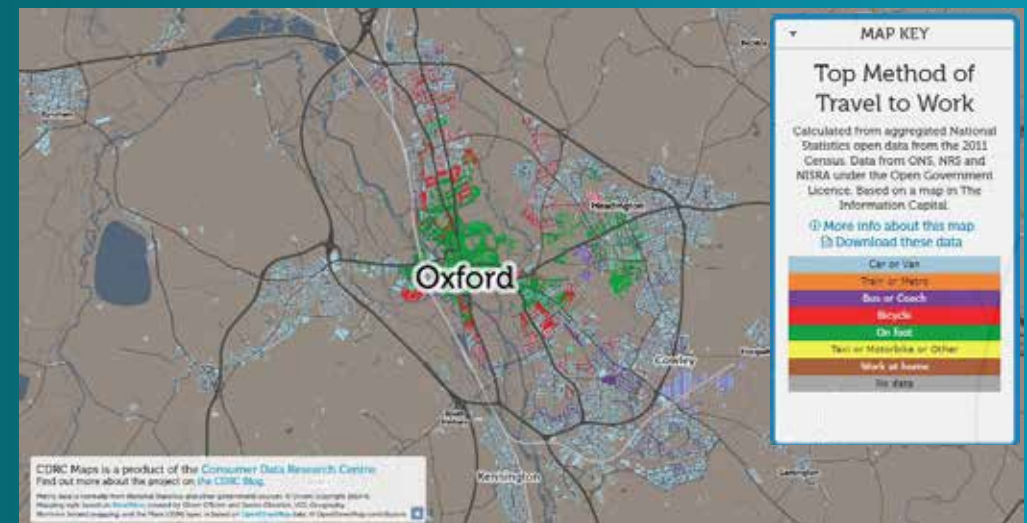 MAP KEY
Top Method of
Travel to Work
Calculated from aggregated National
Statistics open data from the 2011
Census. Data from ONS, NRS and
NISRA under the Open Government
Licence. Based on a map in The
Information Capital
More info about this map
Download these data
Car or Van
Train or Metro
Bus or Coach
Bicycle
On foot
Taxi or Motorbike or Other
Work at home
No data
Headington
Oxford
Cowley
Kennington
CDRC Maps is a product of the Consumer Data Research Centre
Find out more about the project on the CDRC Blog.